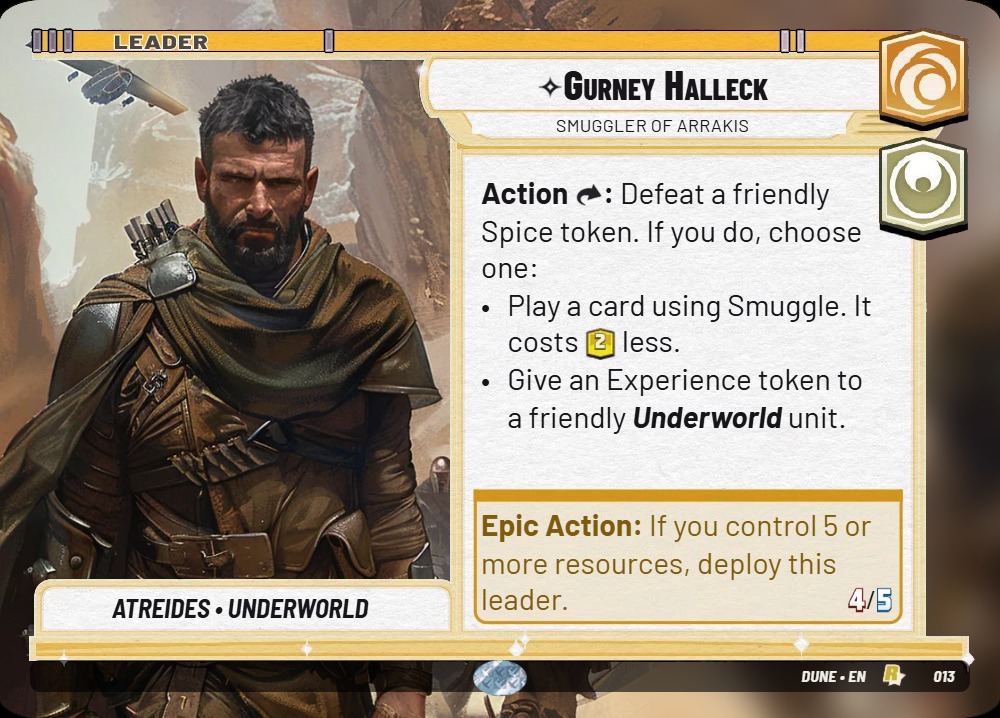 LEADER
✧GURNEY HALLECK
SMUGGLER OF ARRAKIS
Action : Defeat a friendly
Spice token. If you do, choose
one:
• Play a card using Smuggle. It
costs 2 less.
• Give an Experience token to
a friendly Underworld unit.
Epic Action: If you control 5 or
more resources, deploy this
leader.
4/5
ATREIDES • UNDERWORLD
DUNE • EN R 013